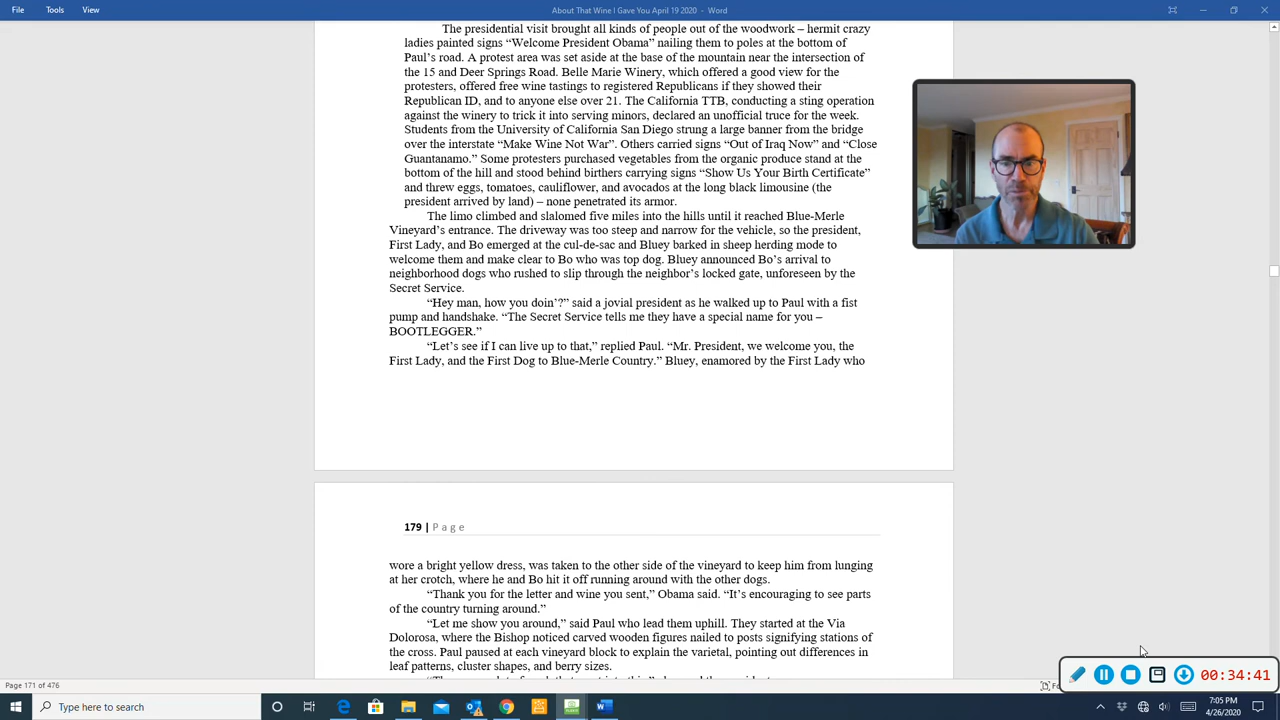 File Tools View About That Wine I Gave You April 19 2020 - Word
The presidential visit brought all kinds of people out of the woodwork – hermit crazy
ladies painted signs “Welcome President Obama” nailing them to poles at the bottom of
Paul’s road. A protest area was set aside at the base of the mountain near the intersection of
the 15 and Deer Springs Road. Belle Marie Winery, which offered a good view for the
protesters, offered free wine tastings to registered Republicans if they showed their
Republican ID, and to anyone else over 21. The California TTB, conducting a sting operation
against the winery to trick it into serving minors, declared an unofficial truce for the week.
Students from the University of California San Diego strung a large banner from the bridge
over the interstate “Make Wine Not War”. Others carried signs “Out of Iraq Now” and “Close
Guantanamo.” Some protesters purchased vegetables from the organic produce stand at the
bottom of the hill and stood behind birthers carrying signs “Show Us Your Birth Certificate”
and threw eggs, tomatoes, cauliflower, and avocados at the long black limousine (the
president arrived by land) – none penetrated its armor.
The limo climbed and slalomed five miles into the hills until it reached Blue-Merle
Vineyard’s entrance. The driveway was too steep and narrow for the vehicle, so the president,
First Lady, and Bo emerged at the cul-de-sac and Bluey barked in sheep herding mode to
welcome them and make clear to Bo who was top dog. Bluey announced Bo’s arrival to
neighborhood dogs who rushed to slip through the neighbor’s locked gate, unforeseen by the
Secret Service.
“Hey man, how you doin’?” said a jovial president as he walked up to Paul with a fist
pump and handshake. “The Secret Service tells me they have a special name for you –
BOOTLEGGER.”
“Let’s see if I can live up to that,” replied Paul. “Mr. President, we welcome you, the
First Lady, and the First Dog to Blue-Merle Country.” Bluey, enamored by the First Lady who
179 | Page
wore a bright yellow dress, was taken to the other side of the vineyard to keep him from lunging
at her crotch, where he and Bo hit it off running around with the other dogs.
“Thank you for the letter and wine you sent,” Obama said. “It’s encouraging to see parts
of the country turning around.”
“Let me show you around,” said Paul who lead them uphill. They started at the Via
Dolorosa, where the Bishop noticed carved wooden figures nailed to posts signifying stations of
the cross. Paul paused at each vineyard block to explain the varietal, pointing out differences in
leaf patterns, cluster shapes, and berry sizes.
00:34:41
Page 171 of 476
Type here to search
7:05 PM
4/26/2020